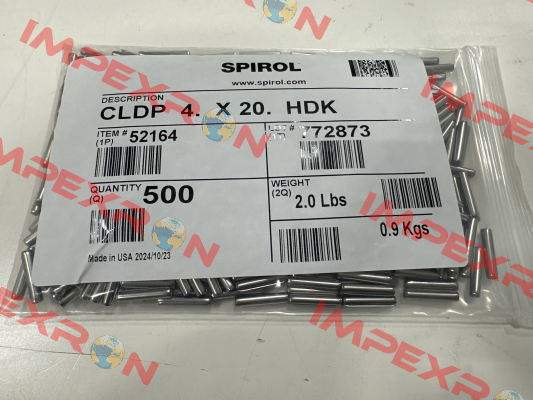 SPIROL
www.spirol.com
DESCRIPTION
CLDP 4. X 20. HDK
ITEM # 52164
(1P)
772873
QUANTITY 500
(Q)
WEIGHT
(2Q) 2.0 Lbs
0.9 Kgs
Made in USA 2024/10/23
IMPEXRON
IMPEXRON
IMPEXRON
IMPEXRON